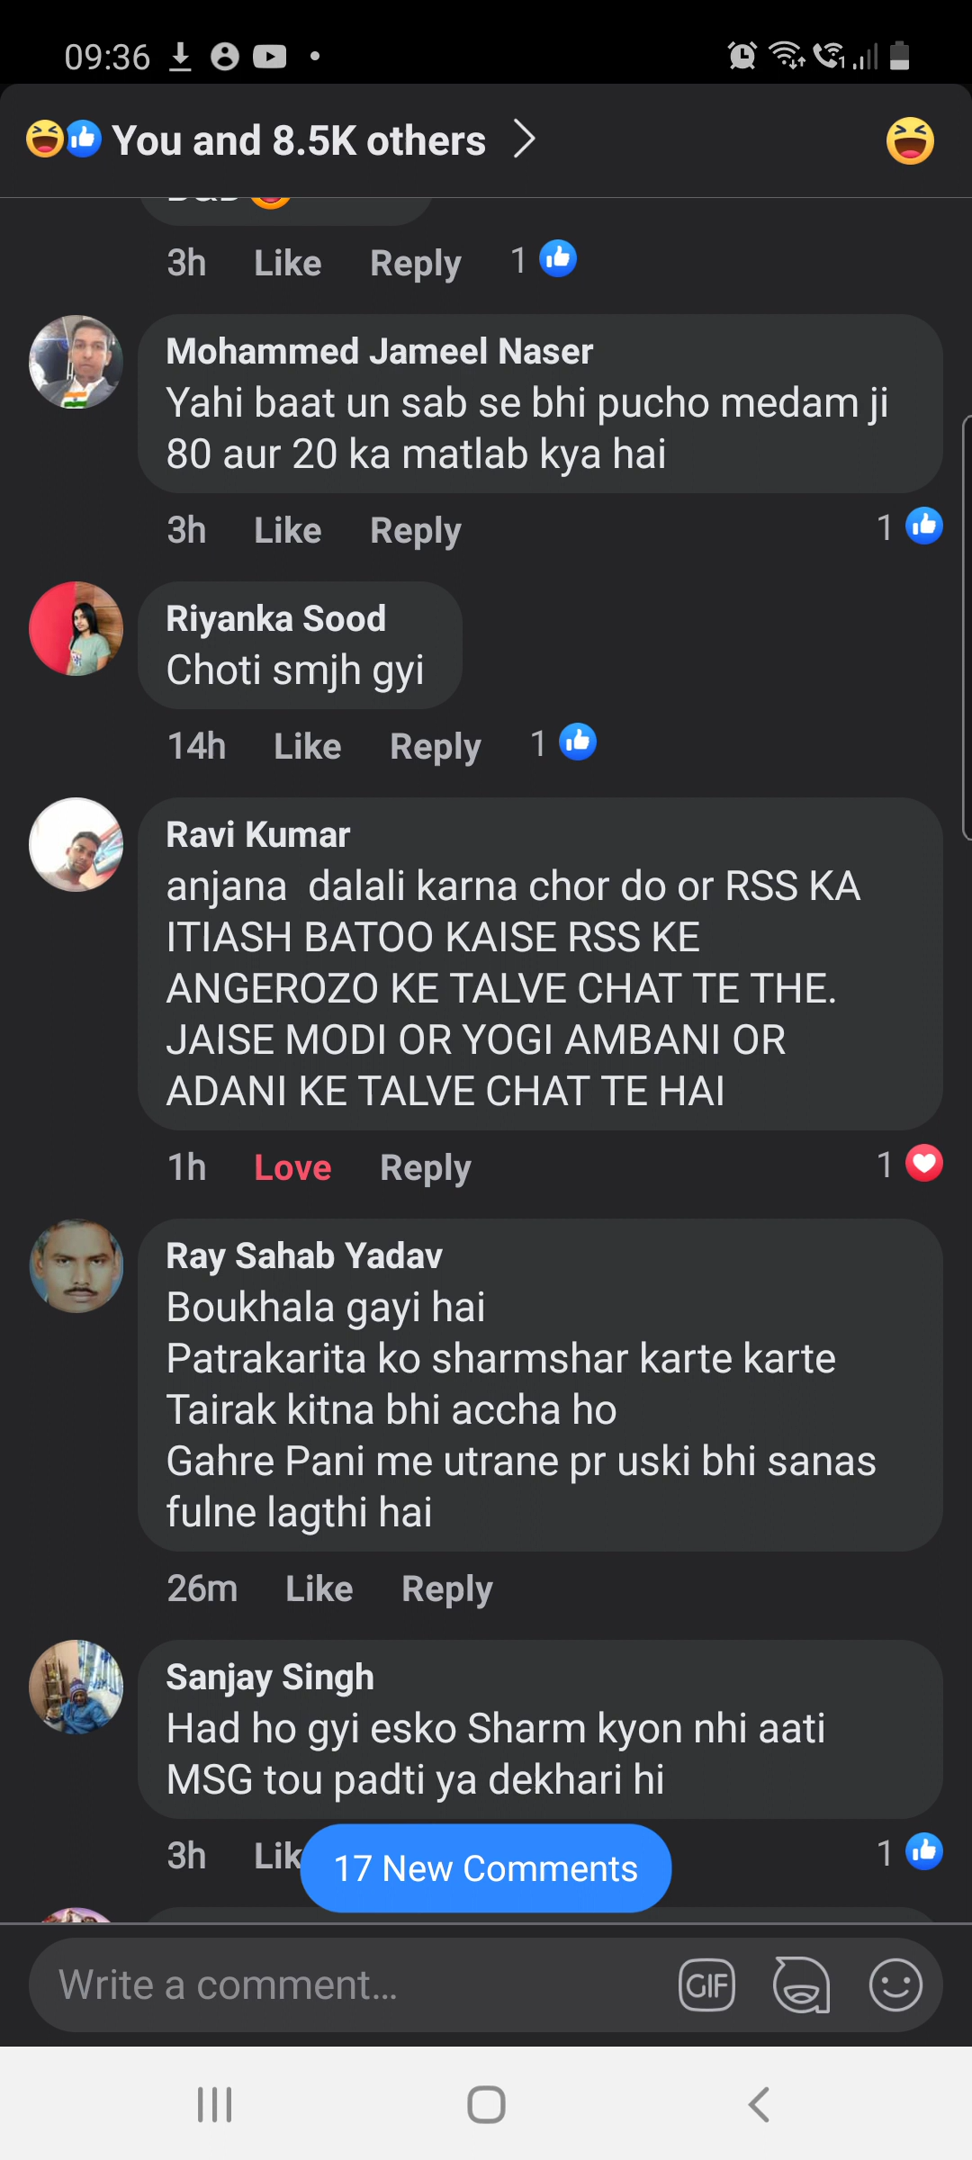 09:36
You and 8.5K others
3h Like Reply 1
Mohammed Jameel Naser
Yahi baat un sab se bhi pucho medam ji
80 aur 20 ka matlab kya hai
3h Like Reply 1
Riyanka Sood
Choti smjh gyi
14h Like Reply 1
Ravi Kumar
anjana  dalali karna chor do or RSS KA
ITIASH BATOO KAISE RSS KE
ANGEROZO KE TALVE CHAT TE THE.
JAISE MODI OR YOGI AMBANI OR
ADANI KE TALVE CHAT TE HAI
1h Love Reply 1
Ray Sahab Yadav
Boukhala gayi hai
Patrakarita ko sharmshar karte karte
Tairak kitna bhi accha ho
Gahre Pani me utrane pr uski bhi sanas
fulne lagthi hai
26m Like Reply
Sanjay Singh
Had ho gyi esko Sharm kyon nhi aati
MSG tou padti ya dekhari hi
3h Lik 1
17 New Comments
Write a comment...
GIF